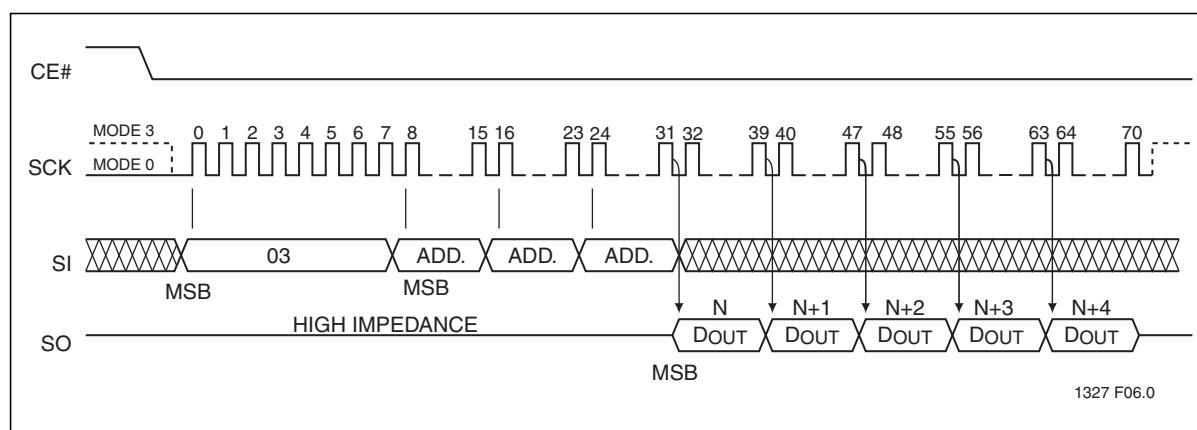 CE#
MODE 3
0 1 2 3 4 5 6 7 8 15 16 23 24 31 32 39 40 47 48 55 56 63 64 70
SCK
MODE 0
SI
03 ADD. ADD. ADD.
MSB MSB
N N+1 N+2 N+3 N+4
HIGH IMPEDANCE
SO
DOUT DOUT DOUT DOUT DOUT
MSB
1327 F06.0